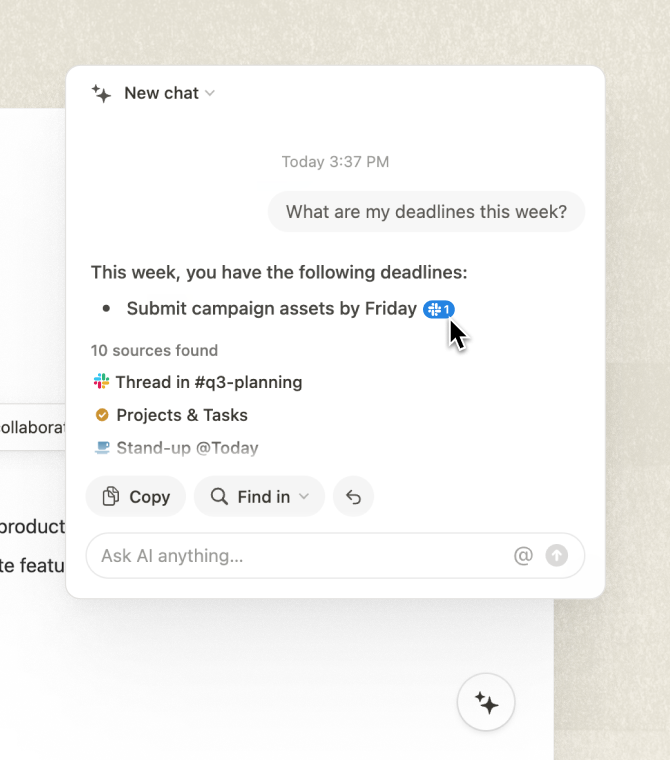 New chat
Today 3:37 PM
What are my deadlines this week?
This week, you have the following deadlines:
• Submit campaign assets by Friday 1
10 sources found
Thread in #q3-planning
Projects & Tasks
Stand-up @Today
ollaborat
Copy Find in
product
Ask AI anything... @
te featu